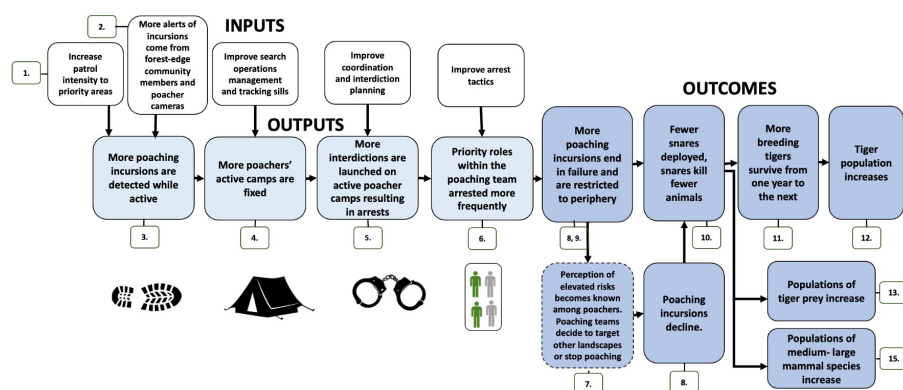 INPUTS
1.
Increase
patrol
intensity to
priority areas
2.
More alerts of
incursions
come from
forest-edge
community
members and
poacher
cameras
Improve search
operations
management
and tracking sills
Improve
coordination
and interdiction
planning
Improve arrest
tactics
OUTPUTS
More poaching
incursions are
detected while
active
3.
More poachers’
active camps are
fixed
4.
More
interdictions are
launched on
active poacher
camps resulting
in arrests
5.
Priority roles
within the
poaching team
arrested more
frequently
6.
OUTCOMES
More
poaching
incursions end
in failure and
are restricted
to periphery
8, 9.
Fewer
snares
deployed,
snares kill
fewer
animals
10.
More
breeding
tigers
survive from
one year to
the next
11.
Tiger
population
increases
12.
Perception of
elevated risks
becomes known
among poachers.
Poaching teams
decide to target
other landscapes
or stop poaching
7.
Poaching
incursions
decline.
8.
Populations of
tiger prey increase
13.
Populations of
medium- large
mammal species
increase
15.